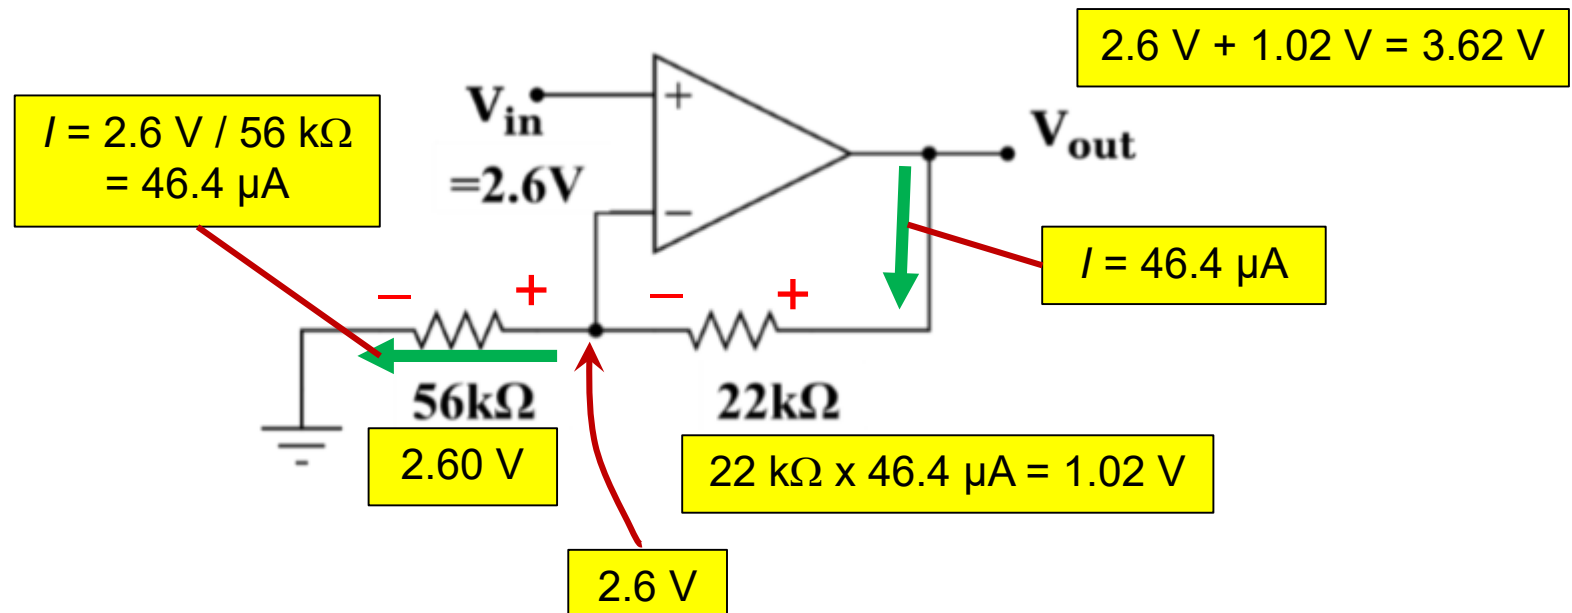 2.6 V + 1.02 V = 3.62 V
I = 2.6 V / 56 kΩ
= 46.4 µA
Vin
=2.6V
+
−
Vout
I = 46.4 µA
− + − +
56kΩ 22kΩ
2.60 V
22 kΩ x 46.4 µA = 1.02 V
2.6 V